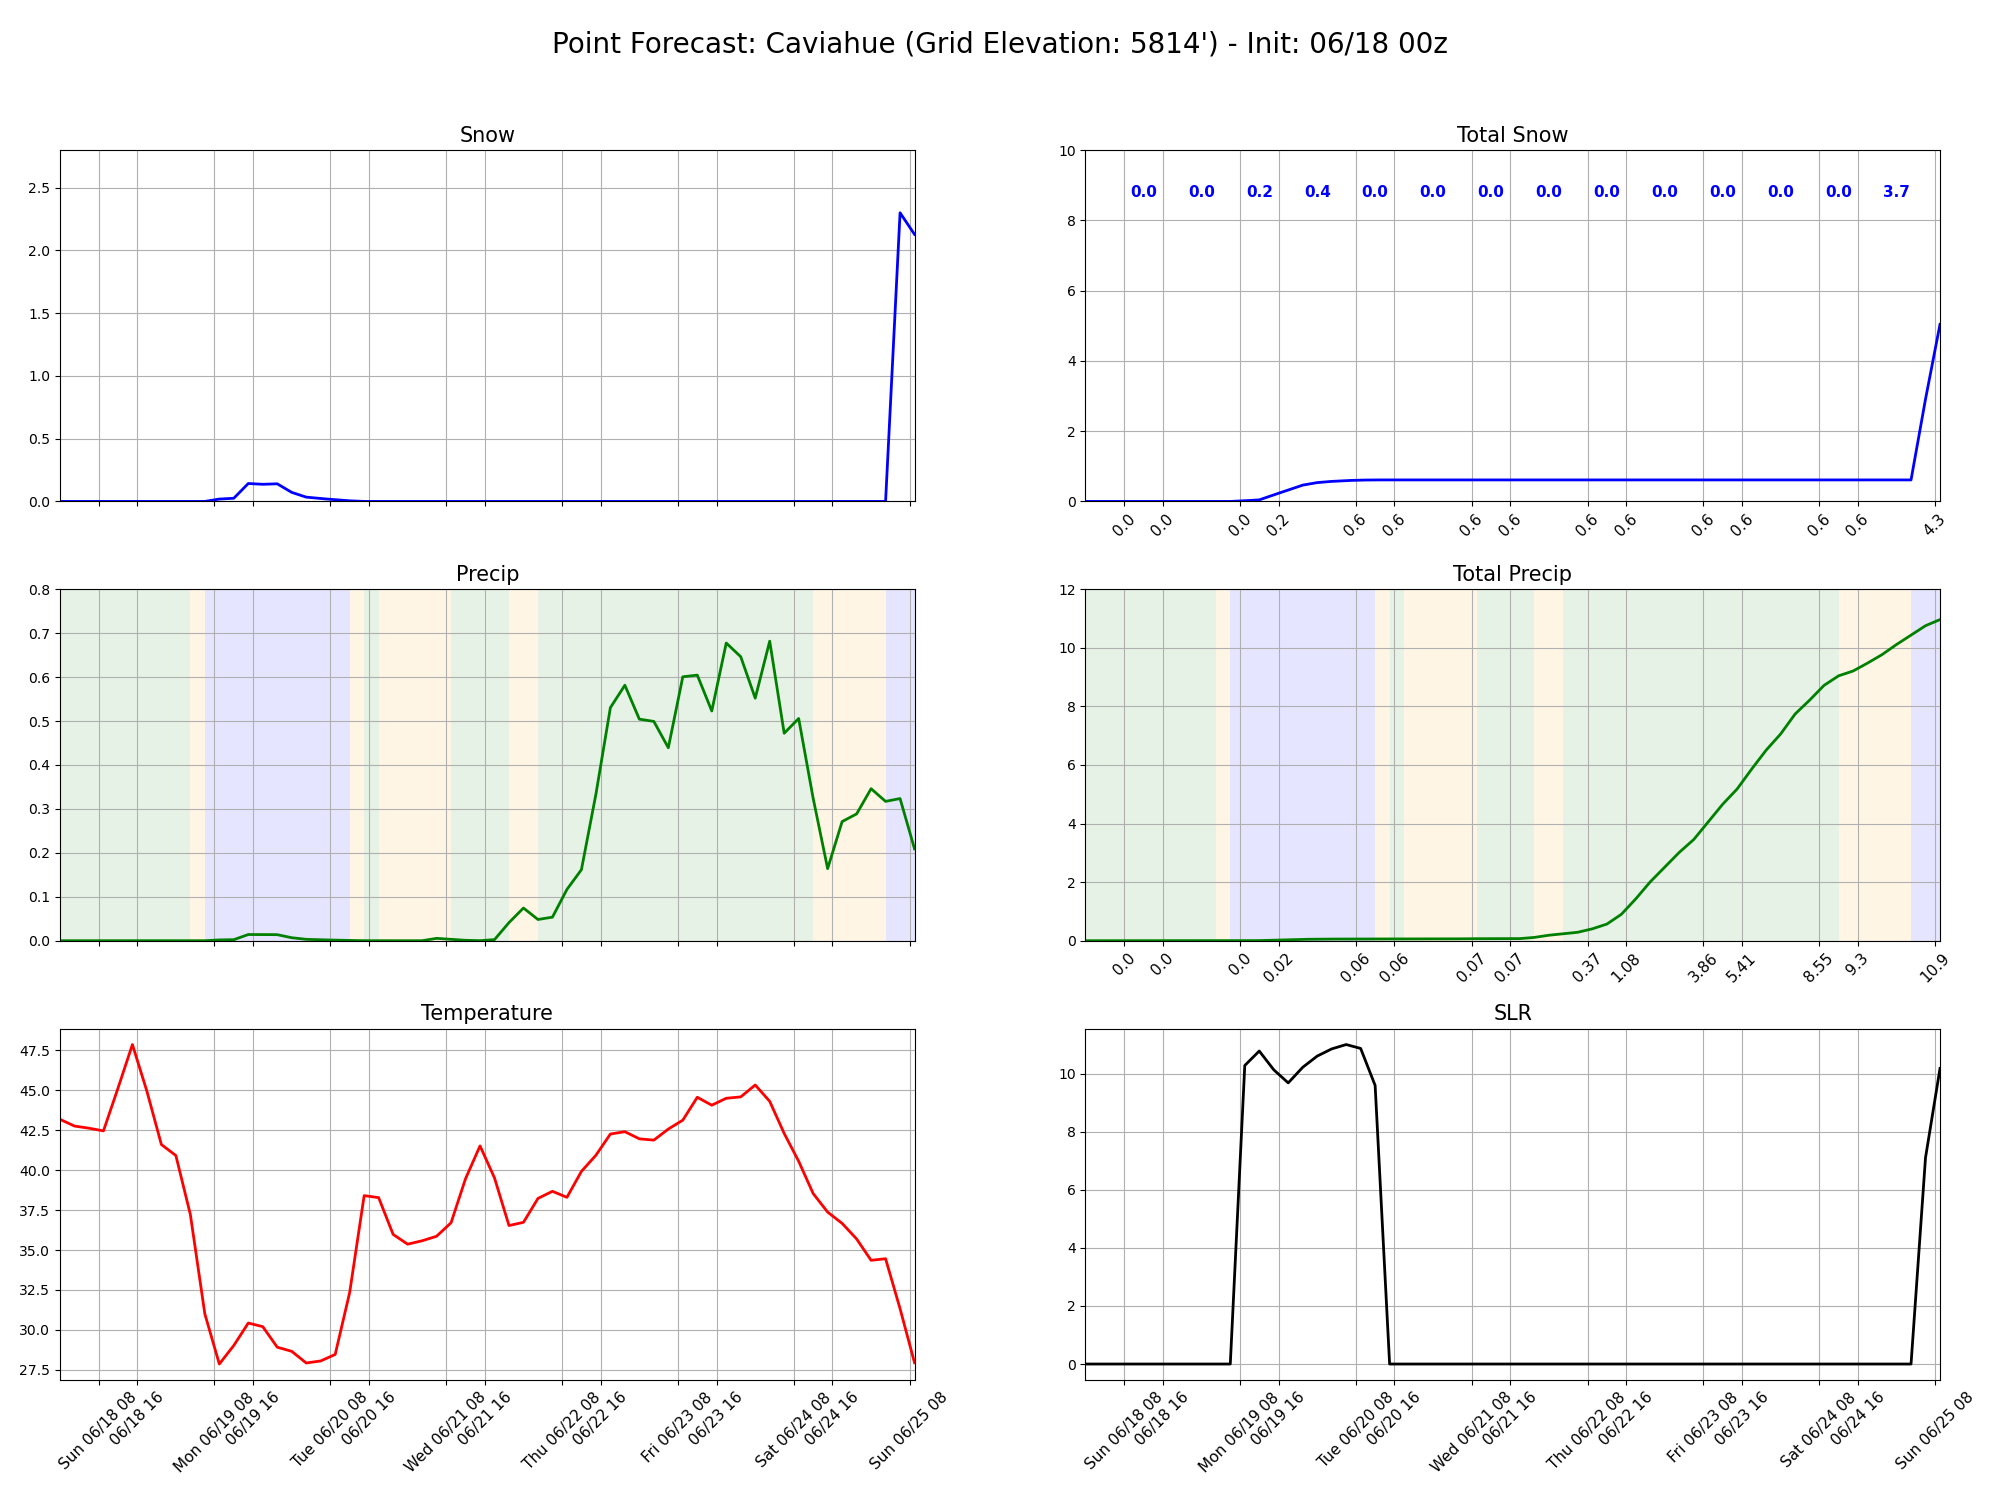 Point Forecast: Caviahue (Grid Elevation: 5814') - Init: 06/18 00z
Snow
2.5
2.0
1.5
1.0
0.5
0.0
Total Snow
10
8
6
4
2
0
0.0 0.0 0.2 0.4 0.0 0.0 0.0 0.0 0.0 0.0 0.0 0.0 0.0 3.7
0.0 0.0 0.0 0.2 0.6 0.6 0.6 0.6 0.6 0.6 0.6 0.6 0.6 0.6 4.3
Precip
0.8
0.7
0.6
0.5
0.4
0.3
0.2
0.1
0.0
Total Precip
12
10
8
6
4
2
0
0.0 0.0 0.0 0.02 0.06 0.06 0.07 0.07 0.37 1.08 3.86 5.41 8.55 9.3 10.9
Temperature
47.5
45.0
42.5
40.0
37.5
35.0
32.5
30.0
27.5
Sun 06/18 08
06/18 16
Mon 06/19 08
06/19 16
Tue 06/20 08
06/20 16
Wed 06/21 08
06/21 16
Thu 06/22 08
06/22 16
Fri 06/23 08
06/23 16
Sat 06/24 08
06/24 16
Sun 06/25 08
SLR
10
8
6
4
2
0
Sun 06/18 08
06/18 16
Mon 06/19 08
06/19 16
Tue 06/20 08
06/20 16
Wed 06/21 08
06/21 16
Thu 06/22 08
06/22 16
Fri 06/23 08
06/23 16
Sat 06/24 08
06/24 16
Sun 06/25 08